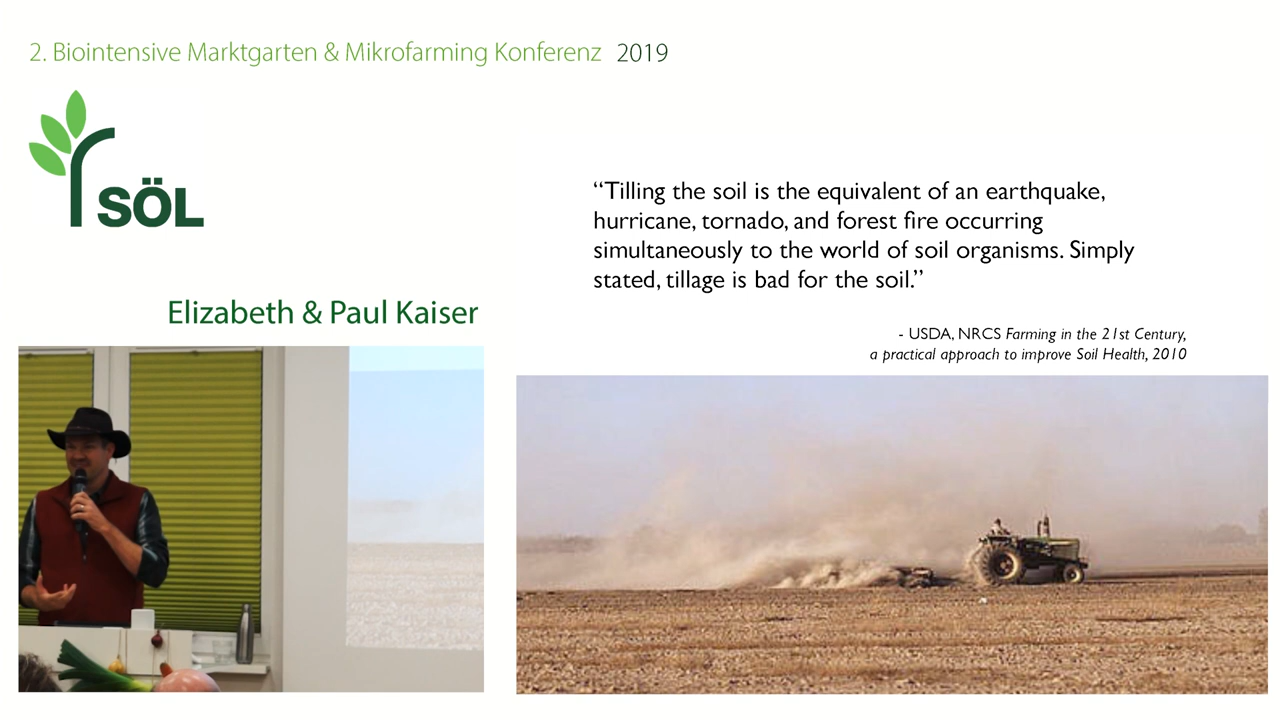 2. Biointensive Marktgarten & Mikrofarming Konferenz 2019
SÖL
Elizabeth & Paul Kaiser
“Tilling the soil is the equivalent of an earthquake,
hurricane, tornado, and forest fire occurring
simultaneously to the world of soil organisms. Simply
stated, tillage is bad for the soil.”
- USDA, NRCS Farming in the 21st Century,
a practical approach to improve Soil Health, 2010